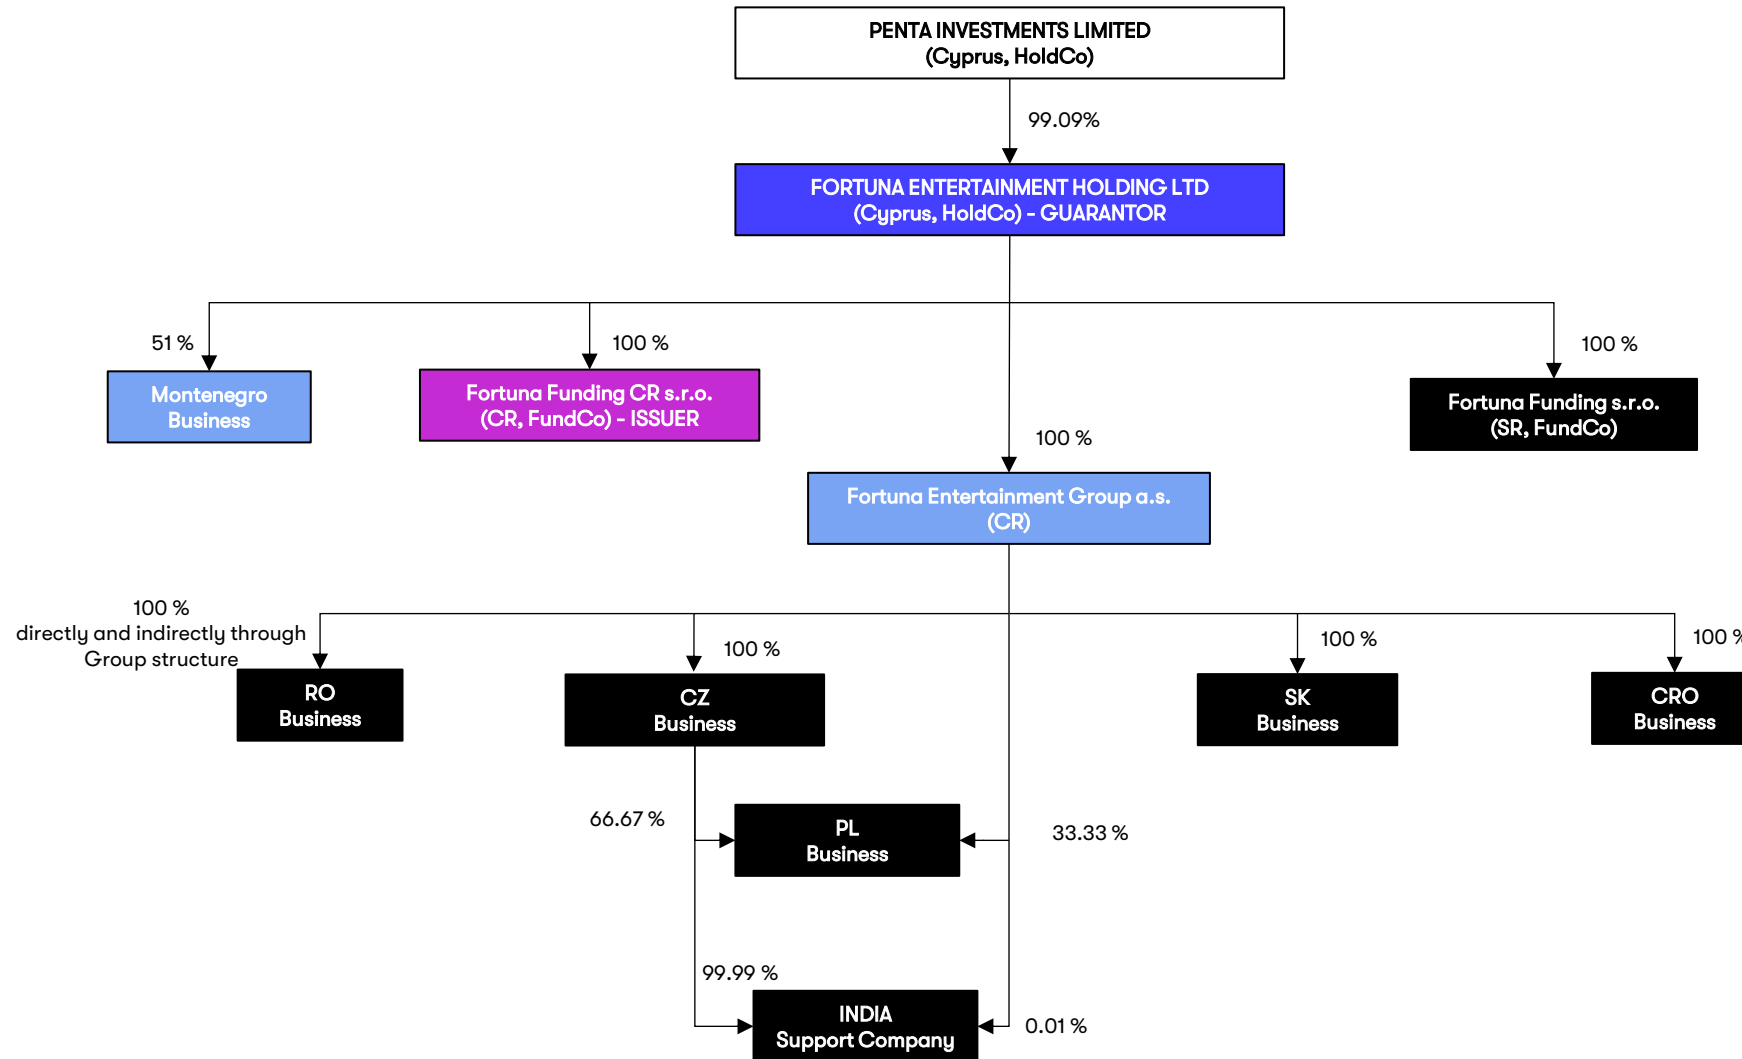 PENTA INVESTMENTS LIMITED
(Cyprus, HoldCo)
99.09%
FORTUNA ENTERTAINMENT HOLDING LTD
(Cyprus, HoldCo) - GUARANTOR
51 %
100 %
100 %
Montenegro
Business
Fortuna Funding CR s.r.o.
(CR, FundCo) - ISSUER
Fortuna Funding s.r.o.
(SR, FundCo)
100 %
Fortuna Entertainment Group a.s.
(CR)
100 %
directly and indirectly through
Group structure
100 %
100 %
100 %
RO
Business
CZ
Business
SK
Business
CRO
Business
66.67 %
PL
Business
33.33 %
99.99 %
INDIA
Support Company
0.01 %